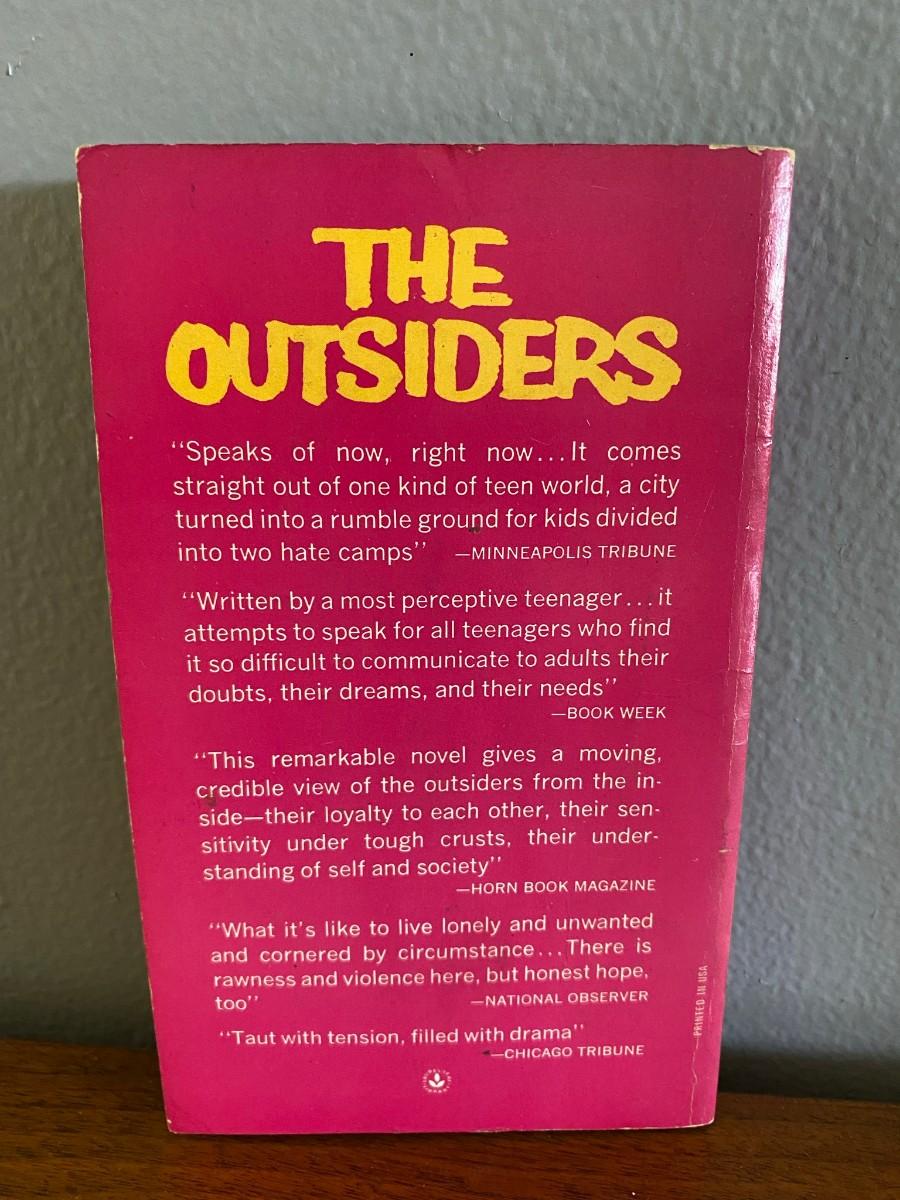 THE
OUTSIDERS
“Speaks of now, right now...It comes
straight out of one kind of teen world, a city
turned into a rumble ground for kids divided
into two hate camps” —MINNEAPOLIS TRIBUNE
“Written by a most perceptive teenager...it
attempts to speak for all teenagers who find
it so difficult to communicate to adults their
doubts, their dreams, and their needs”
—BOOK WEEK
“This remarkable novel gives a moving,
credible view of the outsiders from the in-
side—their loyalty to each other, their sen-
sitivity under tough crusts, their under-
standing of self and society”
—HORN BOOK MAGAZINE
“What it's like to live lonely and unwanted
and cornered by circumstance...There is
rawness and violence here, but honest hope,
too” —NATIONAL OBSERVER
“Taut with tension, filled with drama”
—CHICAGO TRIBUNE
PRINTED IN USA